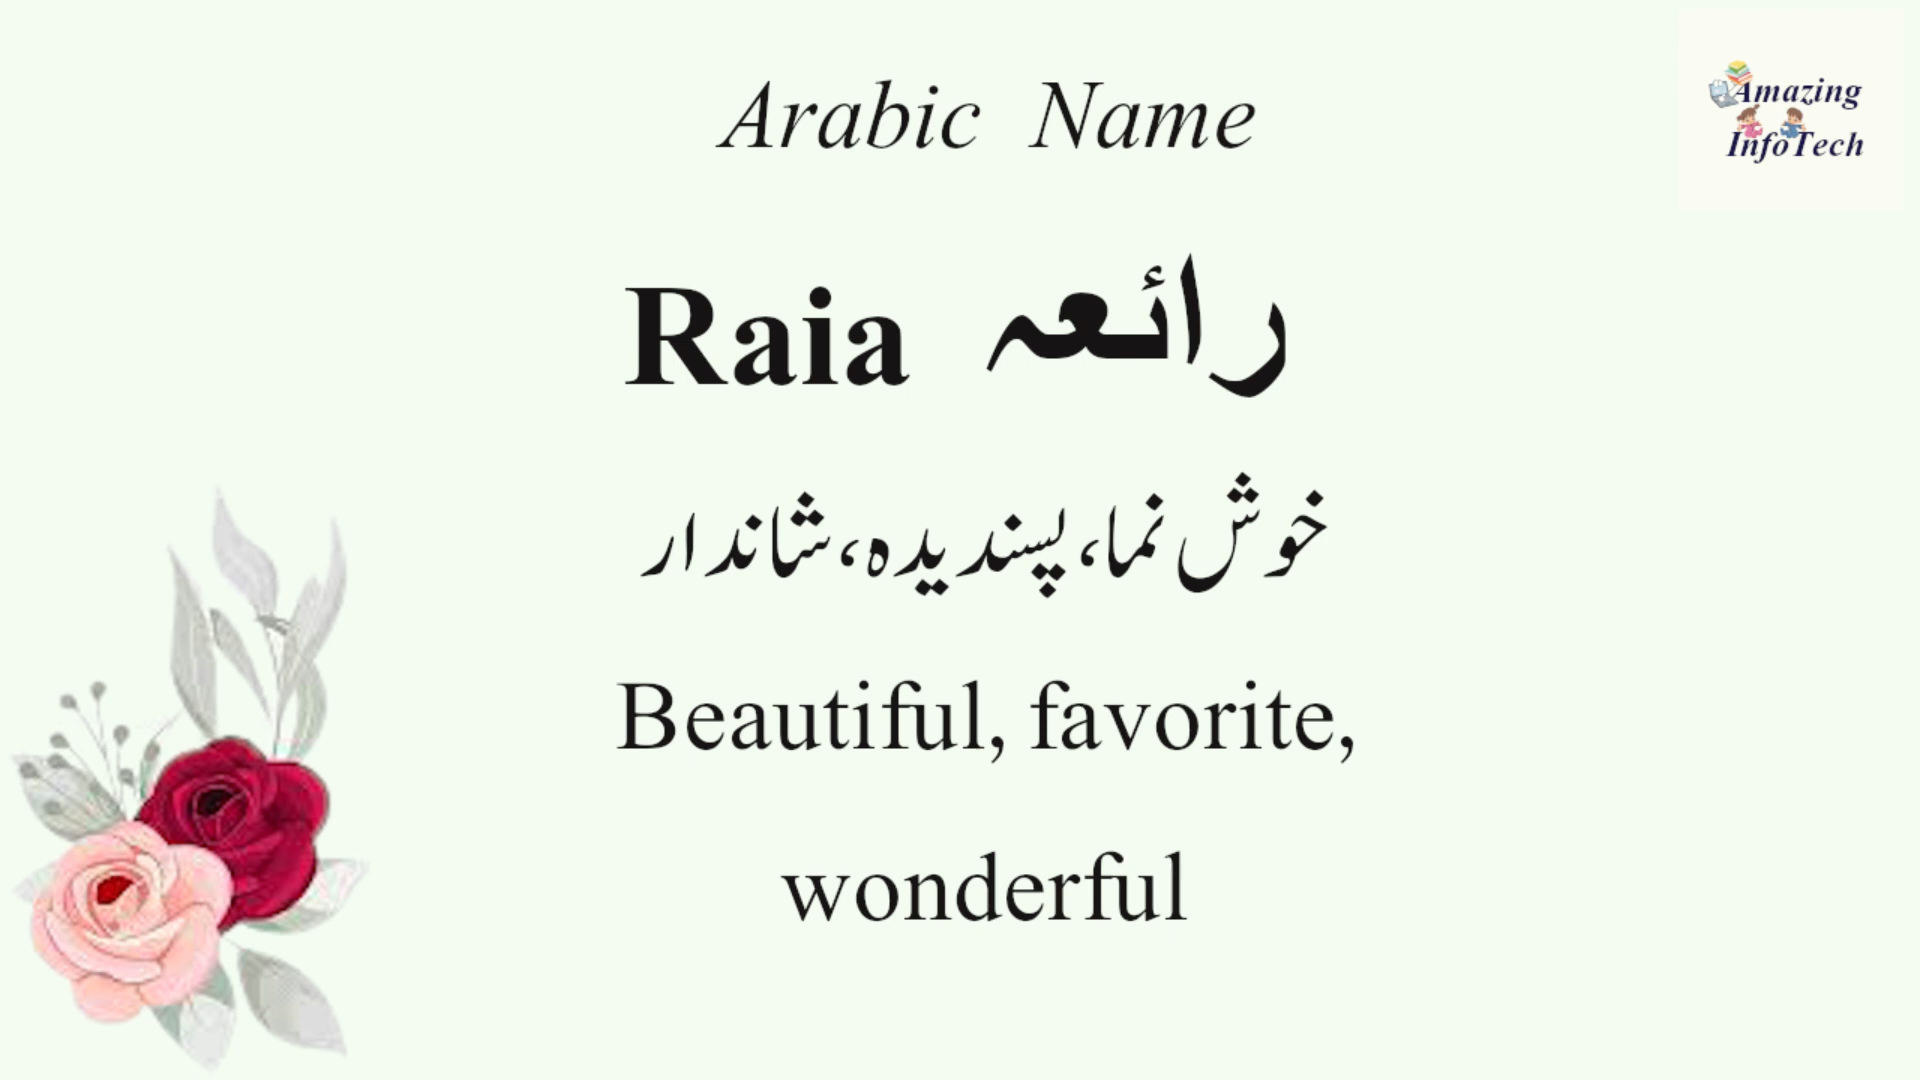 Arabic Name
Amazing
InfoTech
Raia رائعہ
خوش نما، پسندیدہ، شاندار
Beautiful, favorite,
wonderful